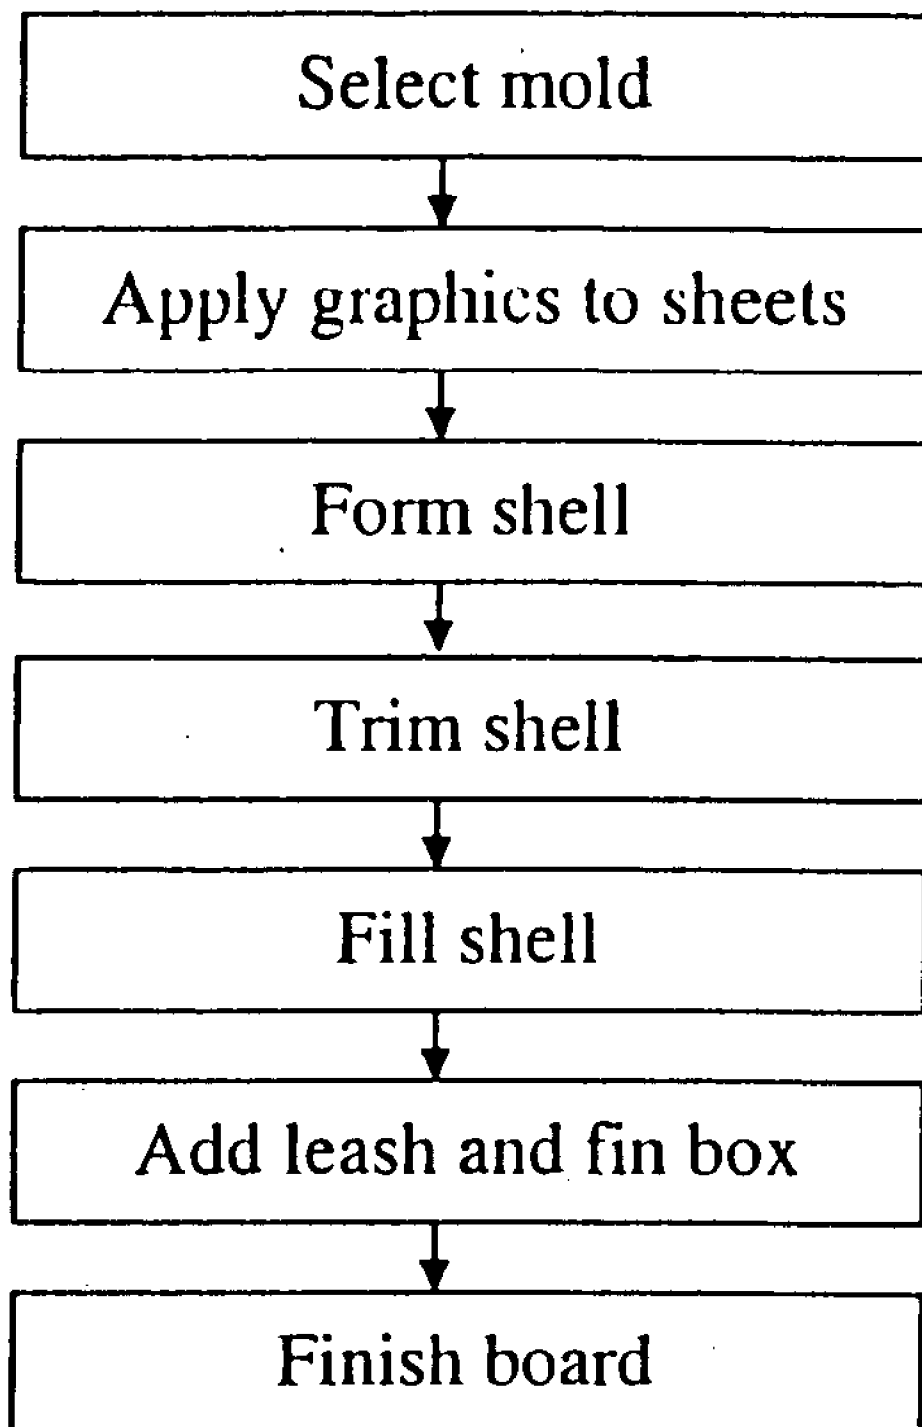 Select mold
Apply graphics to sheets
Form shell
Trim shell
Fill shell
Add leash and fin box
Finish board